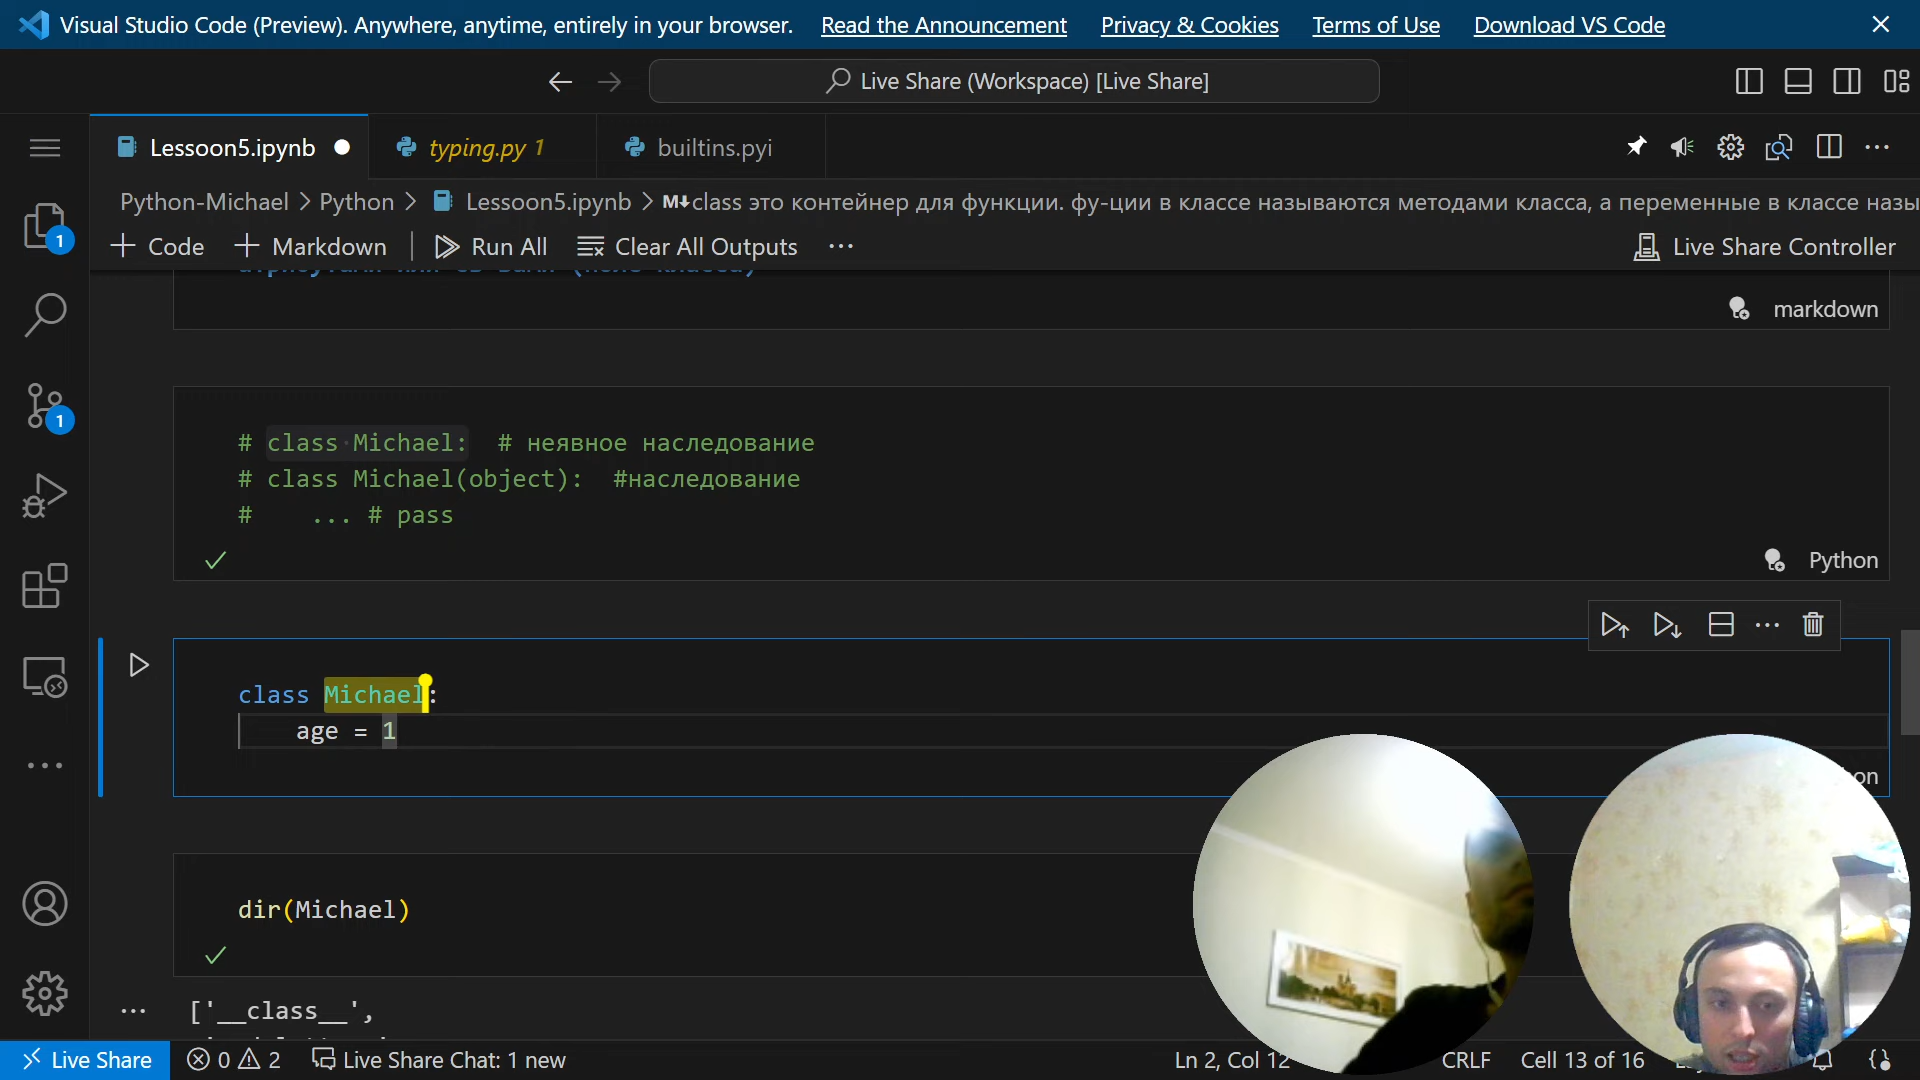 Visual Studio Code (Preview). Anywhere, anytime, entirely in your browser. Read the Announcement Privacy & Cookies Terms of Use Download VS Code
Live Share (Workspace) [Live Share]
Lessoon5.ipynb typing.py 1 builtins.pyi
Python-Michael > Python > Lessoon5.ipynb > M↓class это контейнер для функции. фу-ции в классе называются методами класса, а переменные в классе назы
Code Markdown Run All Clear All Outputs ... Live Share Controller
1
markdown
1
# class Michael:  # неявное наследование
# class Michael(object):  #наследование
#    ... # pass
Python
class Michael:
    age = 1
dir(Michael)
['__class__',
Live Share 0 2 Live Share Chat: 1 new Ln 2, Col 12 CRLF Cell 13 of 16